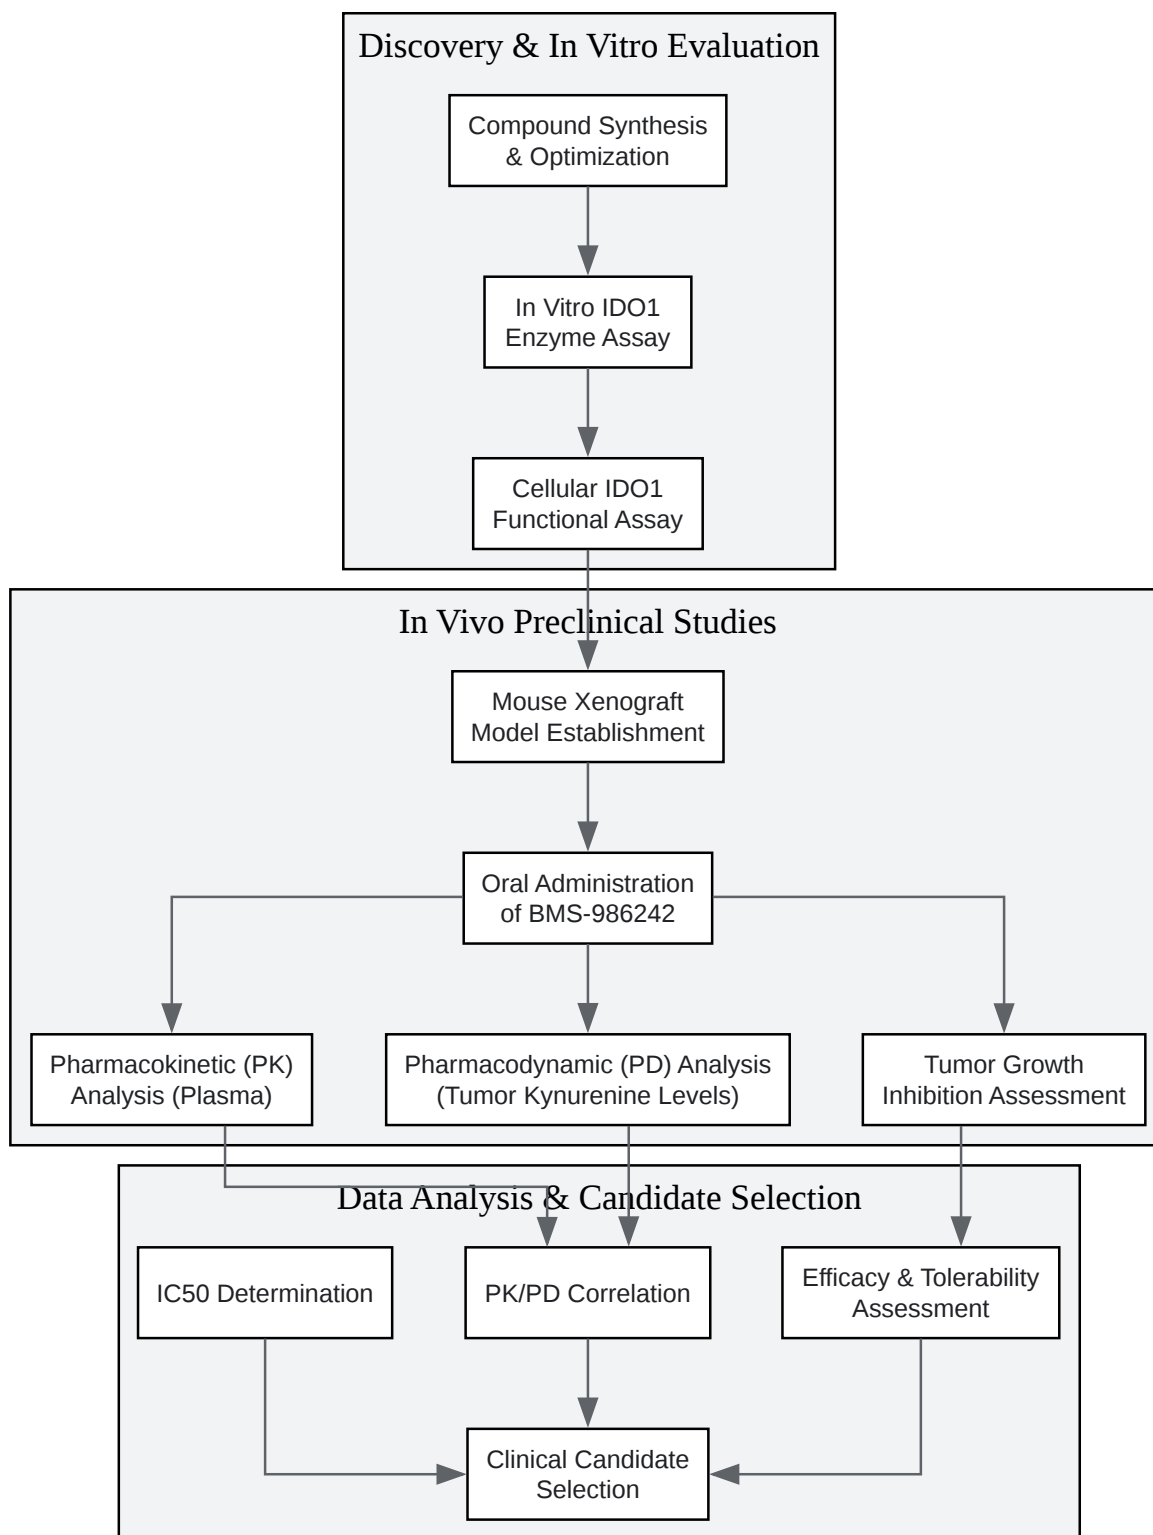 Discovery & In Vitro Evaluation
Compound Synthesis
& Optimization
In Vitro IDO1
Enzyme Assay
Cellular IDO1
Functional Assay
In Vivo Preclinical Studies
Mouse Xenograft
Model Establishment
Oral Administration
of BMS-986242
Pharmacokinetic (PK)
Analysis (Plasma)
Pharmacodynamic (PD) Analysis
(Tumor Kynurenine Levels)
Tumor Growth
Inhibition Assessment
Data Analysis & Candidate Selection
IC50 Determination
PK/PD Correlation
Efficacy & Tolerability
Assessment
Clinical Candidate
Selection